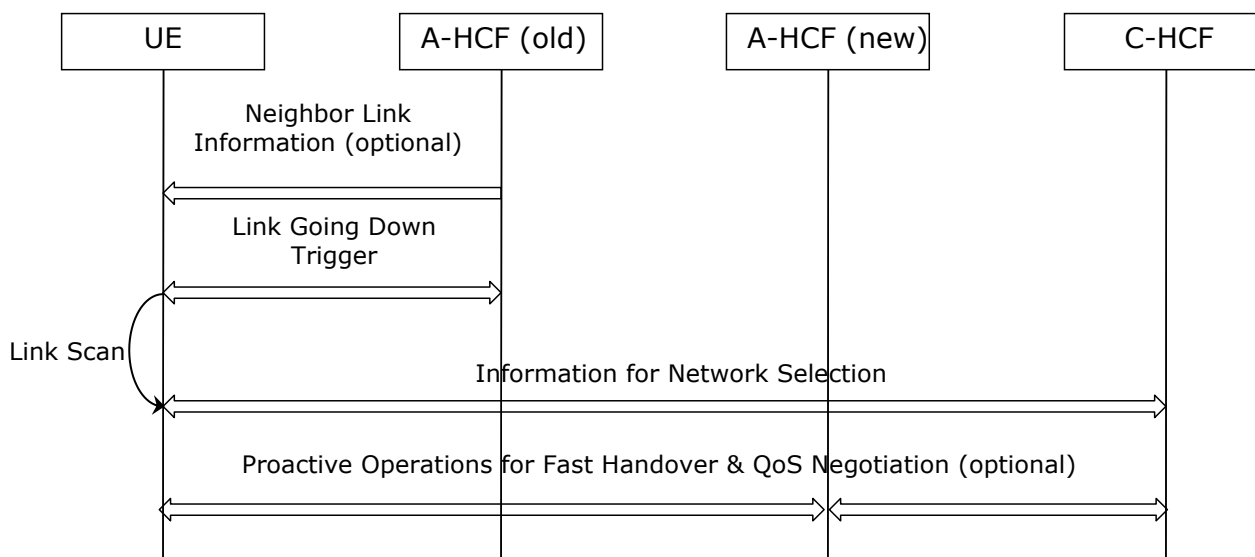 UE
A-HCF (old)
A-HCF (new)
C-HCF
Neighbor Link
Information (optional)
Link Going Down
Trigger
Link Scan
Information for Network Selection
Proactive Operations for Fast Handover & QoS Negotiation (optional)